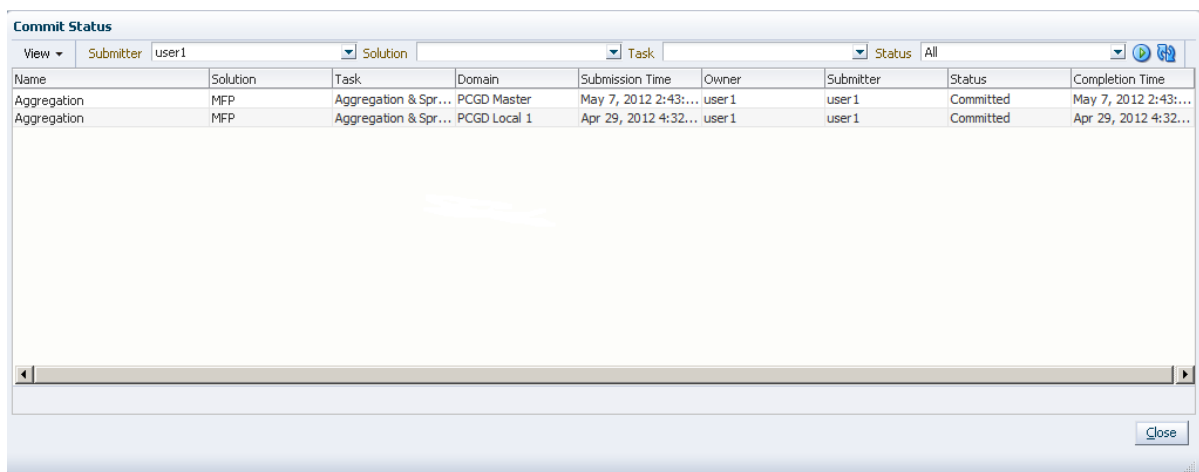 Commit Status
View Submitter user1 Solution Task Status All
Name Solution Task Domain Submission Time Owner Submitter Status Completion Time
Aggregation MFP Aggregation & Spr... PCGD Master May 7, 2012 2:43:... user1 user1 Committed May 7, 2012 2:43:...
Aggregation MFP Aggregation & Spr... PCGD Local 1 Apr 29, 2012 4:32... user1 user1 Committed Apr 29, 2012 4:32...
Close